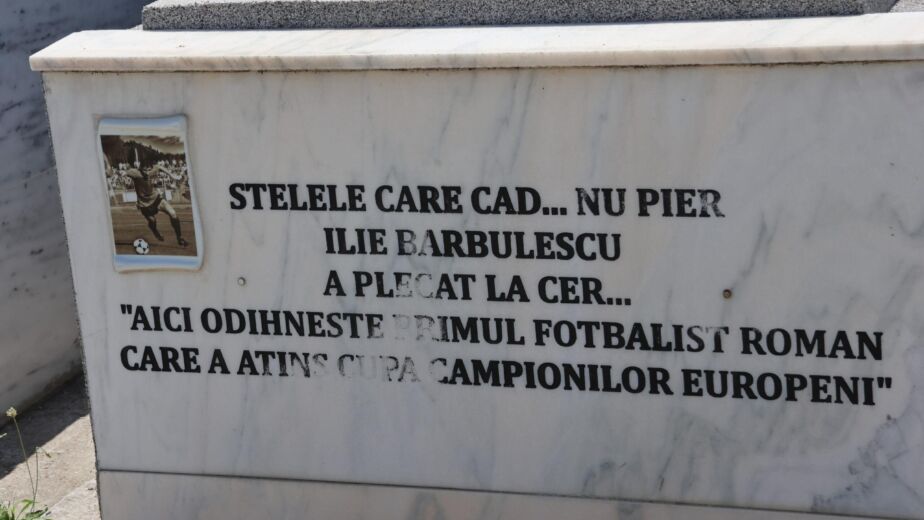 STELELE CARE CAD... NU PIER
ILIE BARBULESCU
A PLECAT LA CER...
"AICI ODIHNESTE PRIMUL FOTBALIST ROMAN
CARE A ATINS CUPA CAMPIONILOR EUROPENI"